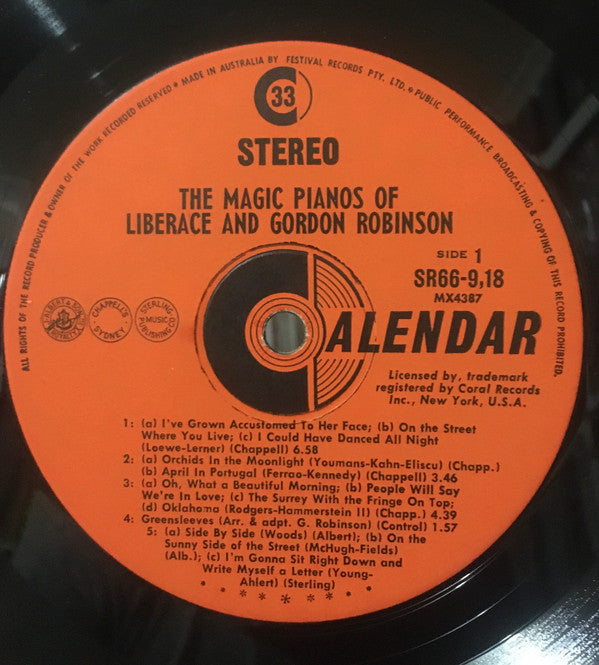 ALL RIGHTS OF THE RECORD PRODUCER & OWNER OF THE WORK RECORDED RESERVED • MADE IN AUSTRALIA BY FESTIVAL RECORDS PTY. LTD. • PUBLIC PERFORMANCE, BROADCASTING & COPYING OF THIS RECORD PROHIBITED.
33
STEREO
THE MAGIC PIANOS OF
LIBERACE AND GORDON ROBINSON
SIDE 1
SR66-9,18
MX4387
ALBERT & SON
CHAPPELL'S SYDNEY
STERLING MUSIC PUBLISHING CO.
CALENDAR
Licensed by, trademark
registered by Coral Records
Inc., New York, U.S.A.
1: (a) I've Grown Accustomed To Her Face; (b) On the Street
Where You Live; (c) I Could Have Danced All Night
(Loewe-Lerner) (Chappell) 6.58
2: (a) Orchids In the Moonlight (Youmans-Kahn-Eliscu) (Chapp.)
(b) April In Portugal (Ferrao-Kennedy) (Chappell) 3.46
3: (a) Oh, What a Beautiful Morning; (b) People Will Say
We're In Love; (c) The Surrey With the Fringe On Top;
(d) Oklahoma (Rodgers-Hammerstein II) (Chapp.) 4.39
4: Greensleeves (Arr. & adpt. G. Robinson) (Control) 1.57
5: (a) Side By Side (Woods) (Albert); (b) On the
Sunny Side of the Street (McHugh-Fields)
(Alb.); (c) I'm Gonna Sit Right Down and
Write Myself a Letter (Young-
Ahlert) (Sterling)